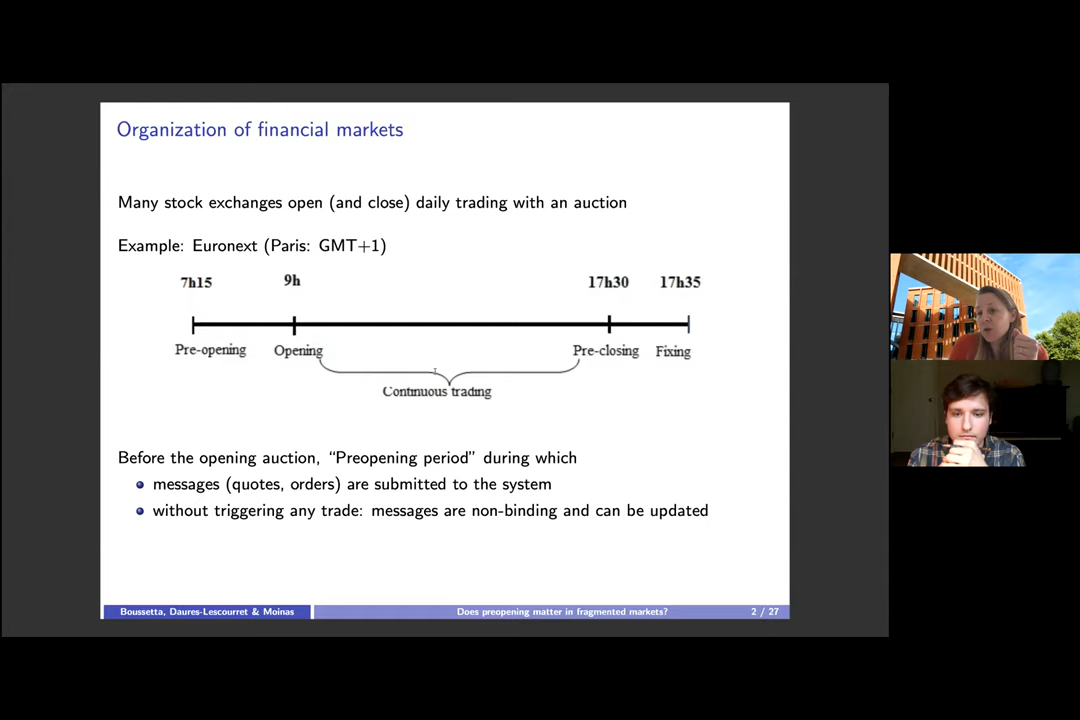 Organization of financial markets
Many stock exchanges open (and close) daily trading with an auction
Example: Euronext (Paris: GMT+1)
7h15 9h 17h30 17h35
Pre-opening Opening Pre-closing Fixing
Continuous trading
Before the opening auction, “Preopening period” during which
messages (quotes, orders) are submitted to the system
without triggering any trade: messages are non-binding and can be updated
Boussetta, Daures-Lescourret & Moinas Does preopening matter in fragmented markets? 2 / 27